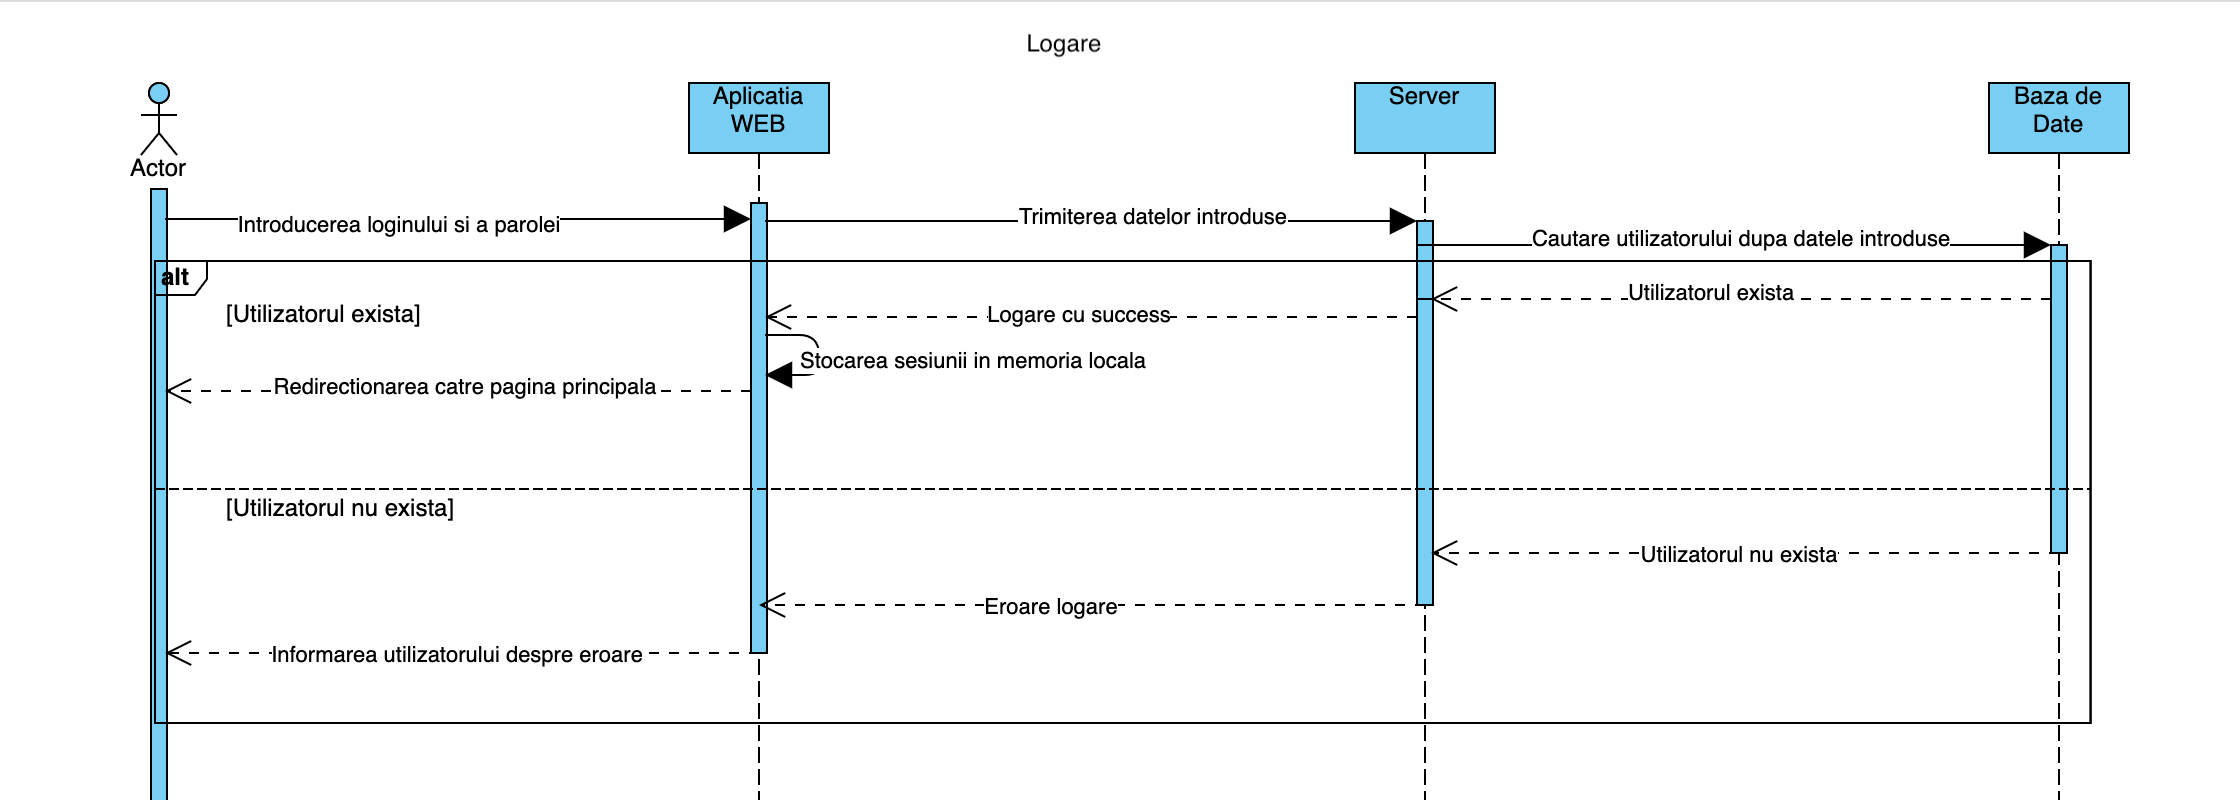 Logare
Actor
Aplicatia
WEB
Server
Baza de
Date
Introducerea loginului si a parolei
Trimiterea datelor introduse
Cautare utilizatorului dupa datele introduse
alt
[Utilizatorul exista]
Utilizatorul exista
Logare cu success
Stocarea sesiunii in memoria locala
Redirectionarea catre pagina principala
[Utilizatorul nu exista]
Utilizatorul nu exista
Eroare logare
Informarea utilizatorului despre eroare